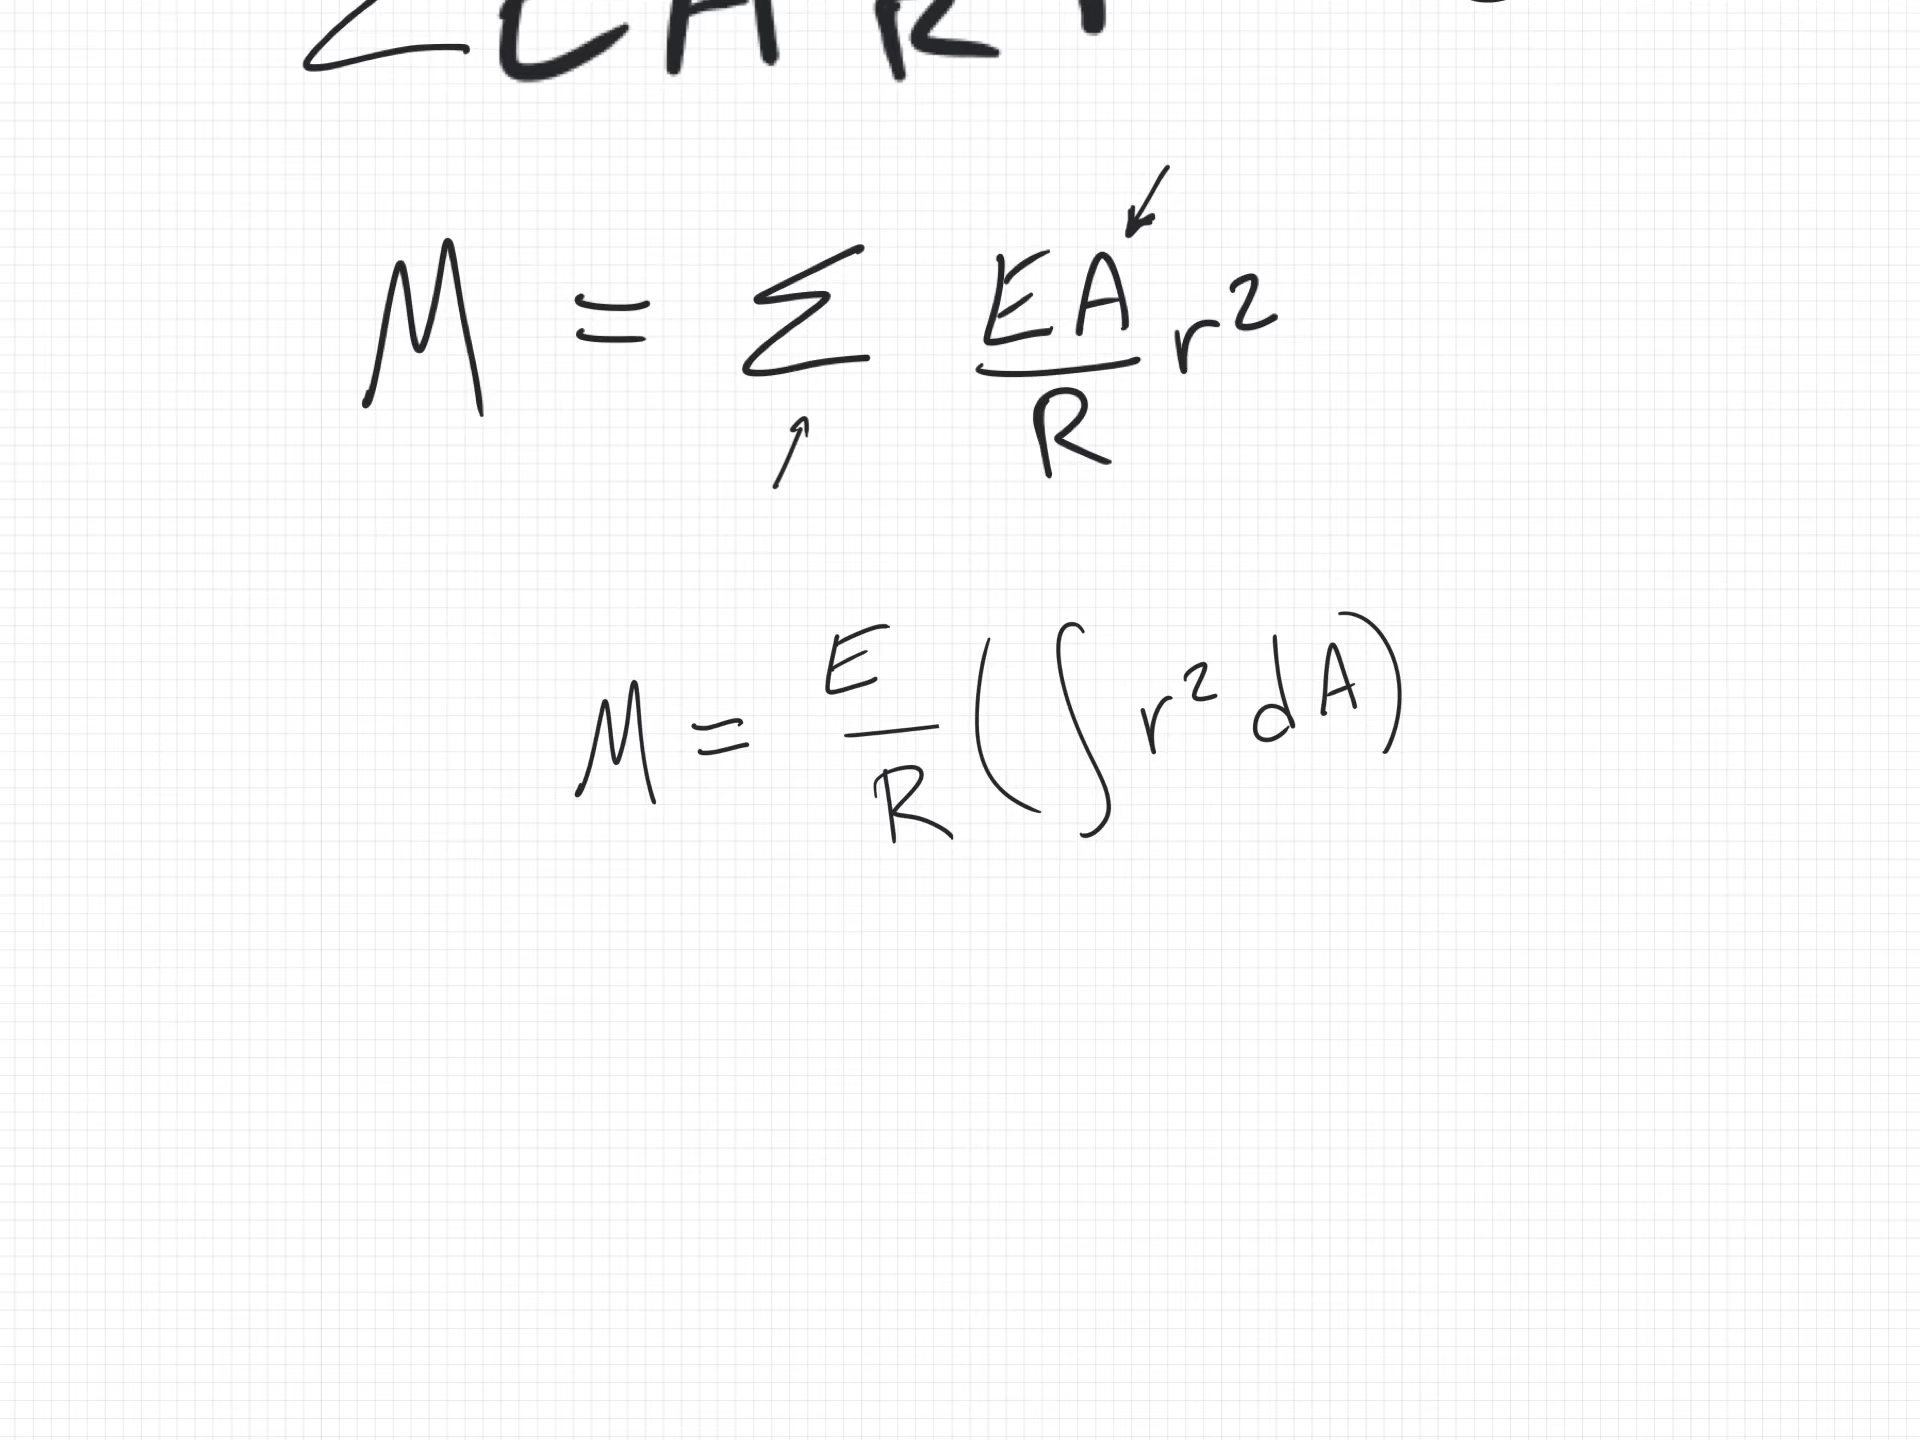 M = Σ EA/R r²
M = E/R (∫ r² dA)